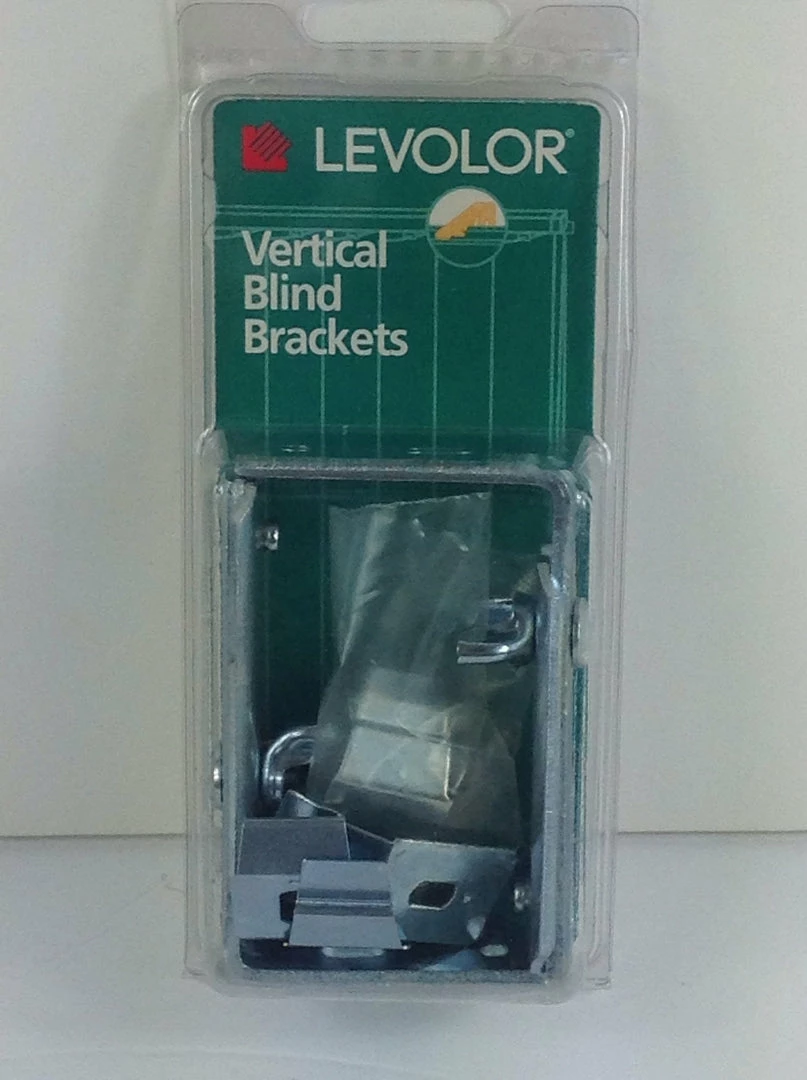 LEVOLOR®
Vertical
Blind
Brackets